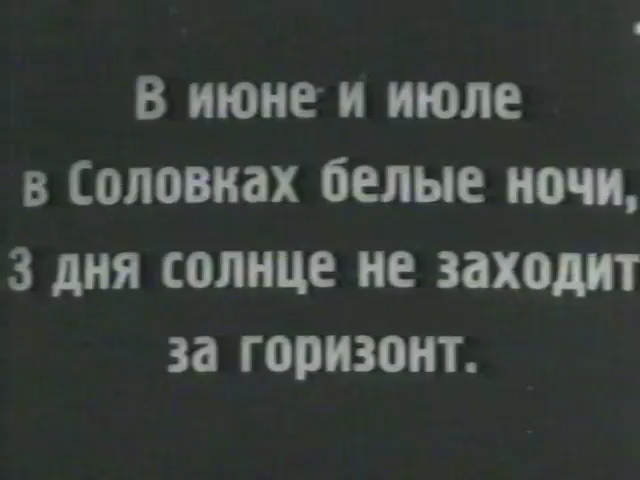 В июне и июле
в Соловках белые ночи,
3 дня солнце не заходит
за горизонт.